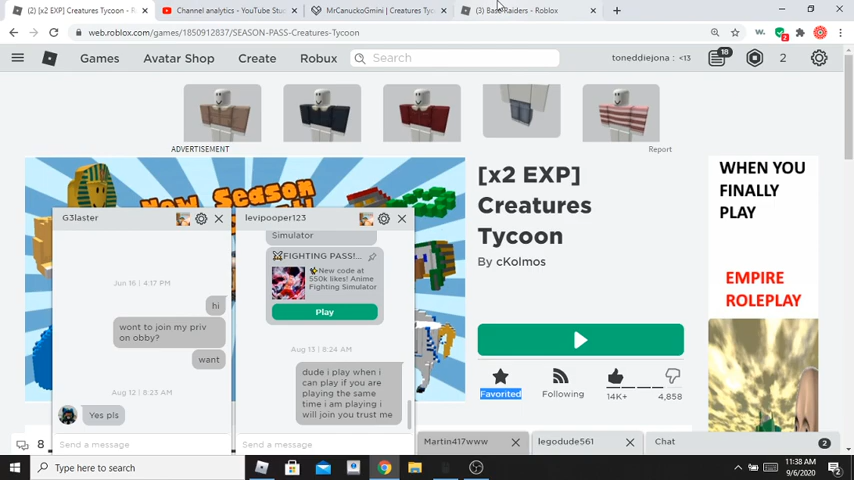 (2) [x2 EXP] Creatures Tycoon - R
Channel analytics - YouTube Stu
MrCanuckoGmini | Creatures Tyc
(3) Base Raiders - Roblox
web.roblox.com/games/1850912837/SEASON-PASS-Creatures-Tycoon
Games
Avatar Shop
Create
Robux
Search
toneddiejona : <13
18
2
ADVERTISEMENT
Report
New Season
[x2 EXP]
Creatures
Tycoon
By cKolmos
Favorited
Following
14K+
4,858
WHEN YOU
FINALLY
PLAY
EMPIRE
ROLEPLAY
G3laster
Jun 16 | 4:17 PM
hi
wont to join my priv
on obby?
want
Aug 12 | 8:23 AM
Yes pls
Send a message
levipooper123
Simulator
FIGHTING PASS!...
New code at
550k likes! Anime
Fighting Simulator
Play
Aug 13 | 8:24 AM
dude i play when i
can play if you are
playing the same
time i am playing i
will join you trust me
Send a message
8
Martin417www
legodude561
Chat
2
Type here to search
11:38 AM
9/6/2020
2